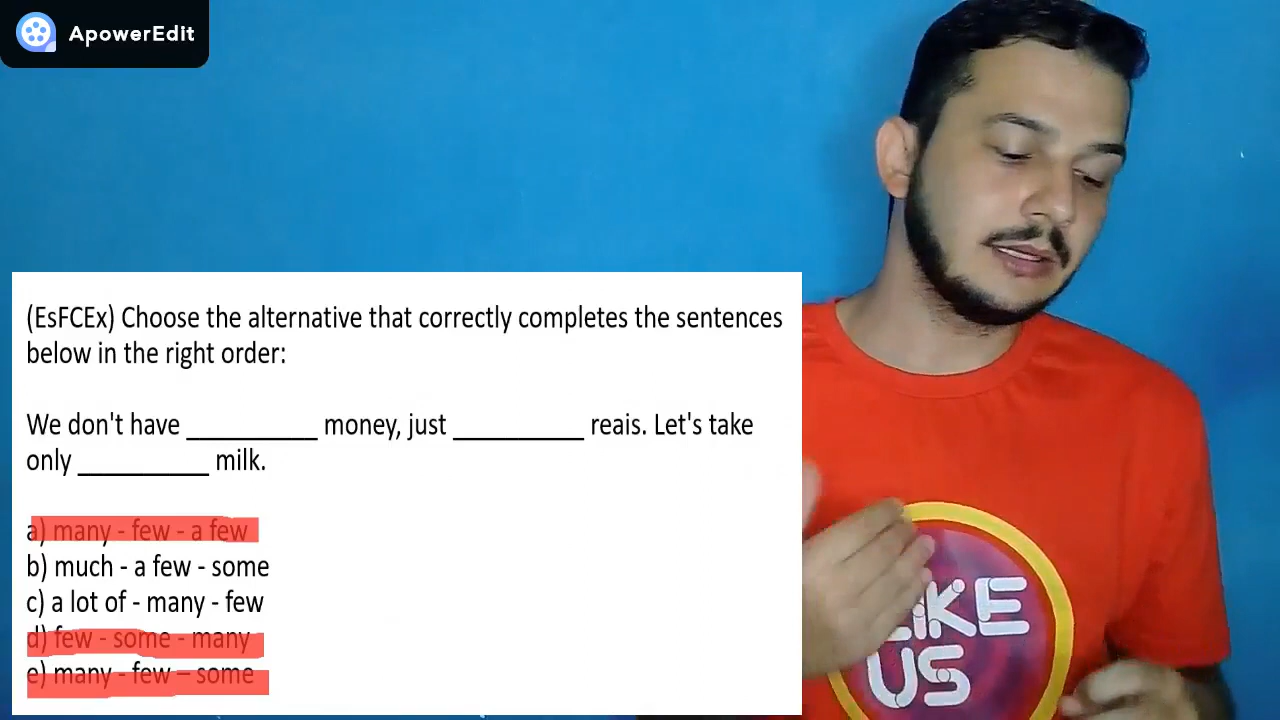 ApowerEdit
(EsFCEx) Choose the alternative that correctly completes the sentences
below in the right order:
We don't have __________ money, just __________ reais. Let's take
only __________ milk.
a) many - few - a few
b) much - a few - some
c) a lot of - many - few
d) few - some - many
e) many - few – some
LIKE
US